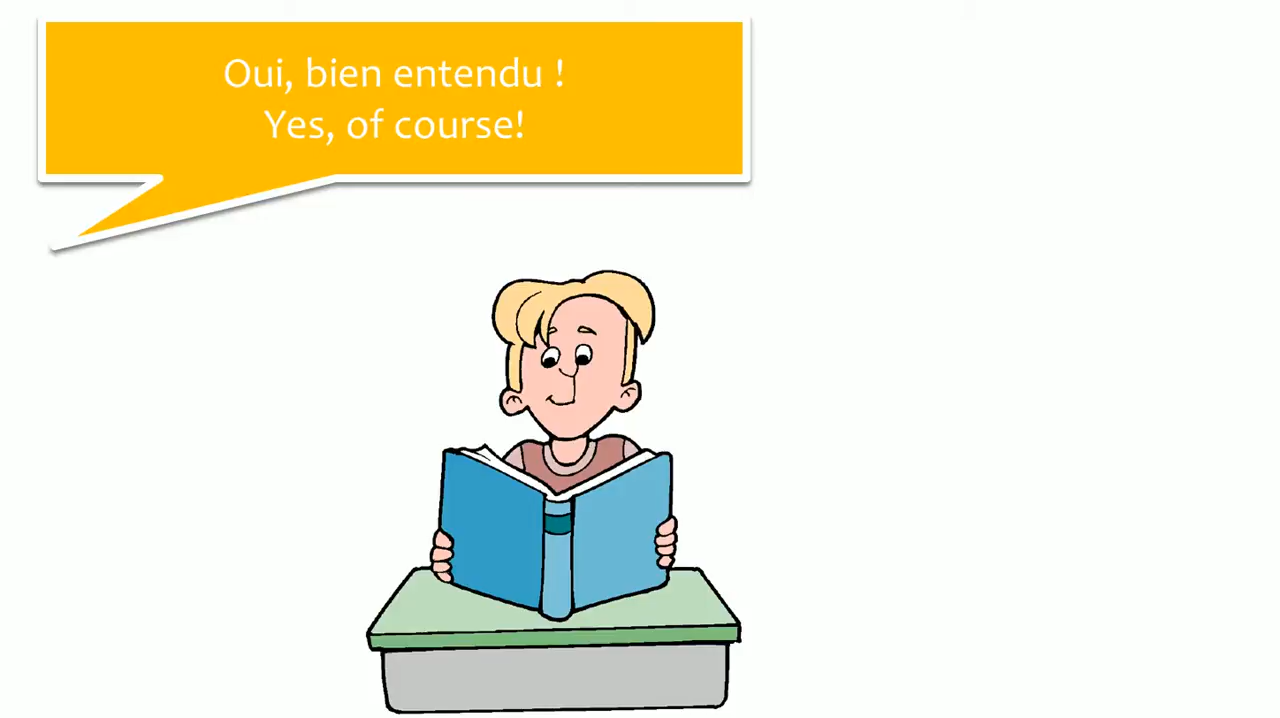 Oui, bien entendu !
Yes, of course!